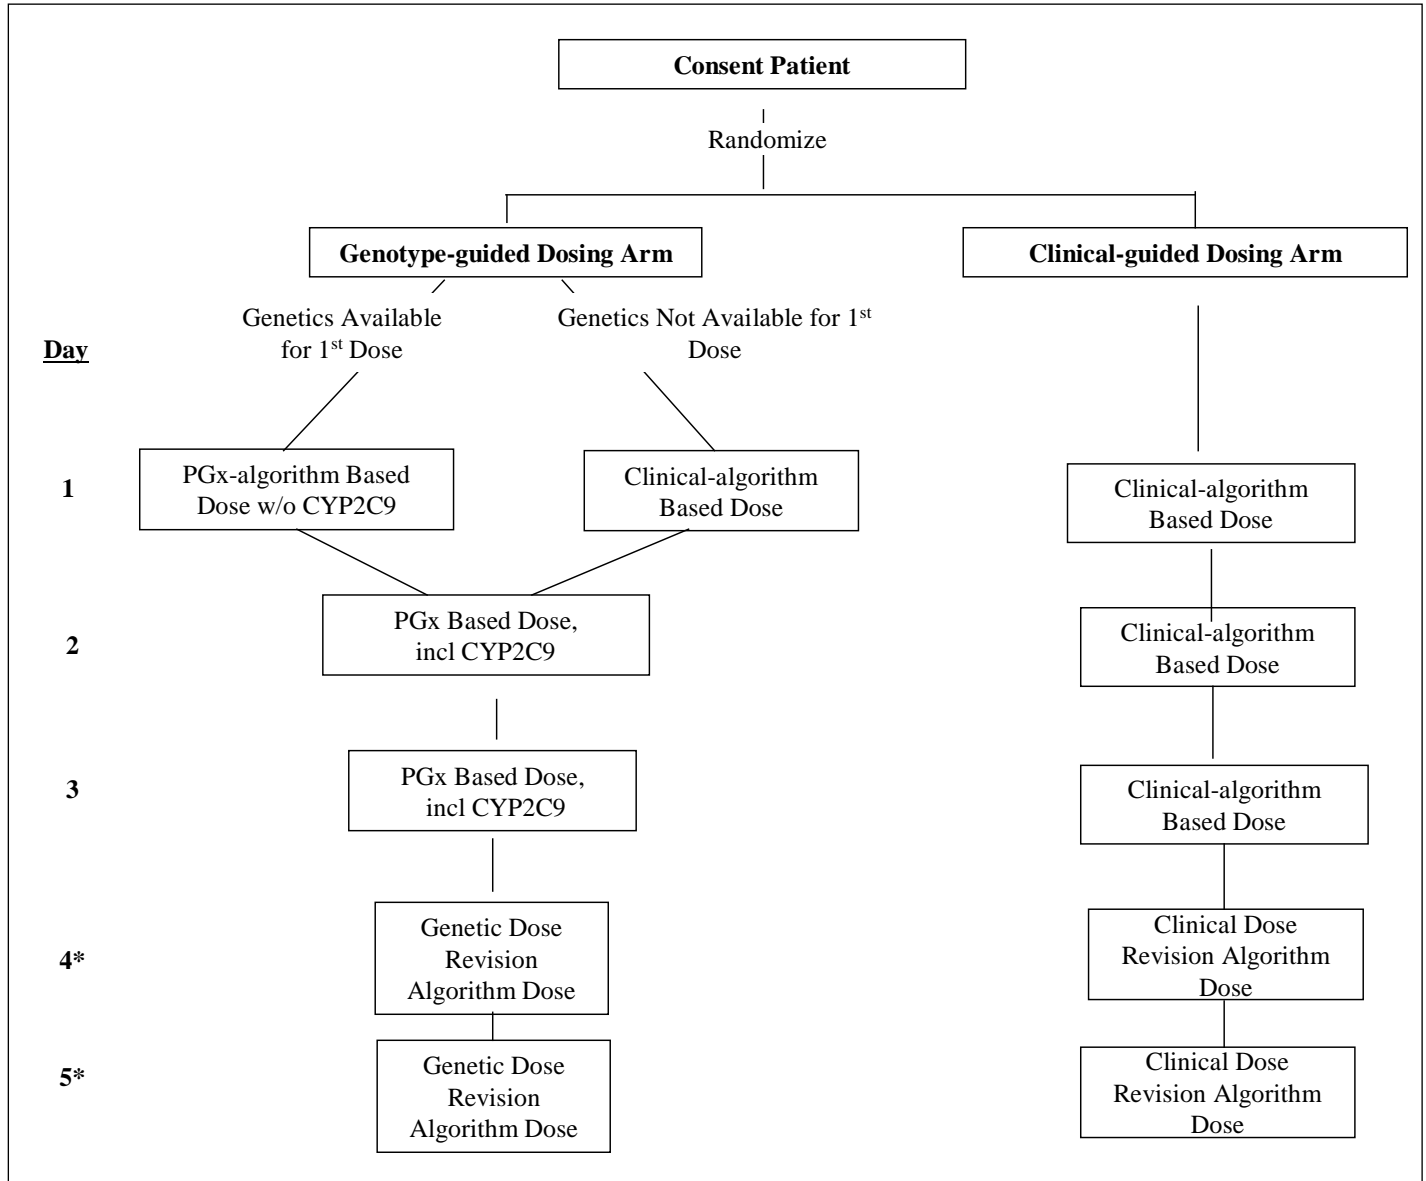 Consent Patient
Randomize
Genotype-guided Dosing Arm
Clinical-guided Dosing Arm
Genetics Available
for 1st Dose
Genetics Not Available for 1st
Dose
Day
1
PGx-algorithm Based
Dose w/o CYP2C9
Clinical-algorithm
Based Dose
Clinical-algorithm
Based Dose
2
PGx Based Dose,
incl CYP2C9
Clinical-algorithm
Based Dose
3
PGx Based Dose,
incl CYP2C9
Clinical-algorithm
Based Dose
4*
Genetic Dose
Revision
Algorithm Dose
Clinical Dose
Revision Algorithm
Dose
5*
Genetic Dose
Revision
Algorithm Dose
Clinical Dose
Revision Algorithm
Dose